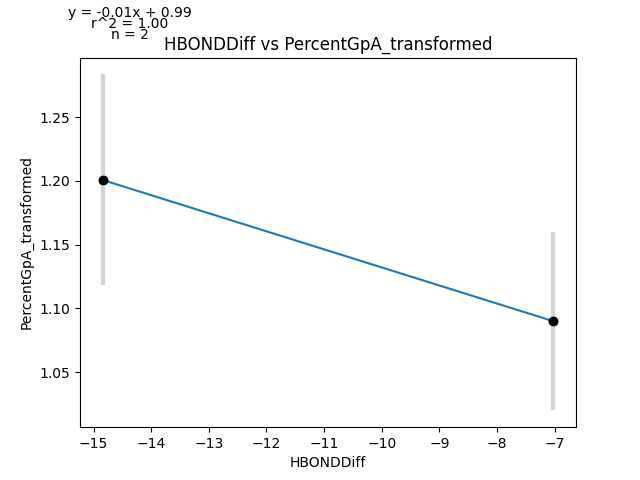 y = -0.01x + 0.99
r^2 = 1.00
n = 2
HBONDDiff vs PercentGpA_transformed
PercentGpA_transformed
1.25
1.20
1.15
1.10
1.05
−15 −14 −13 −12 −11 −10 −9 −8 −7
HBONDDiff